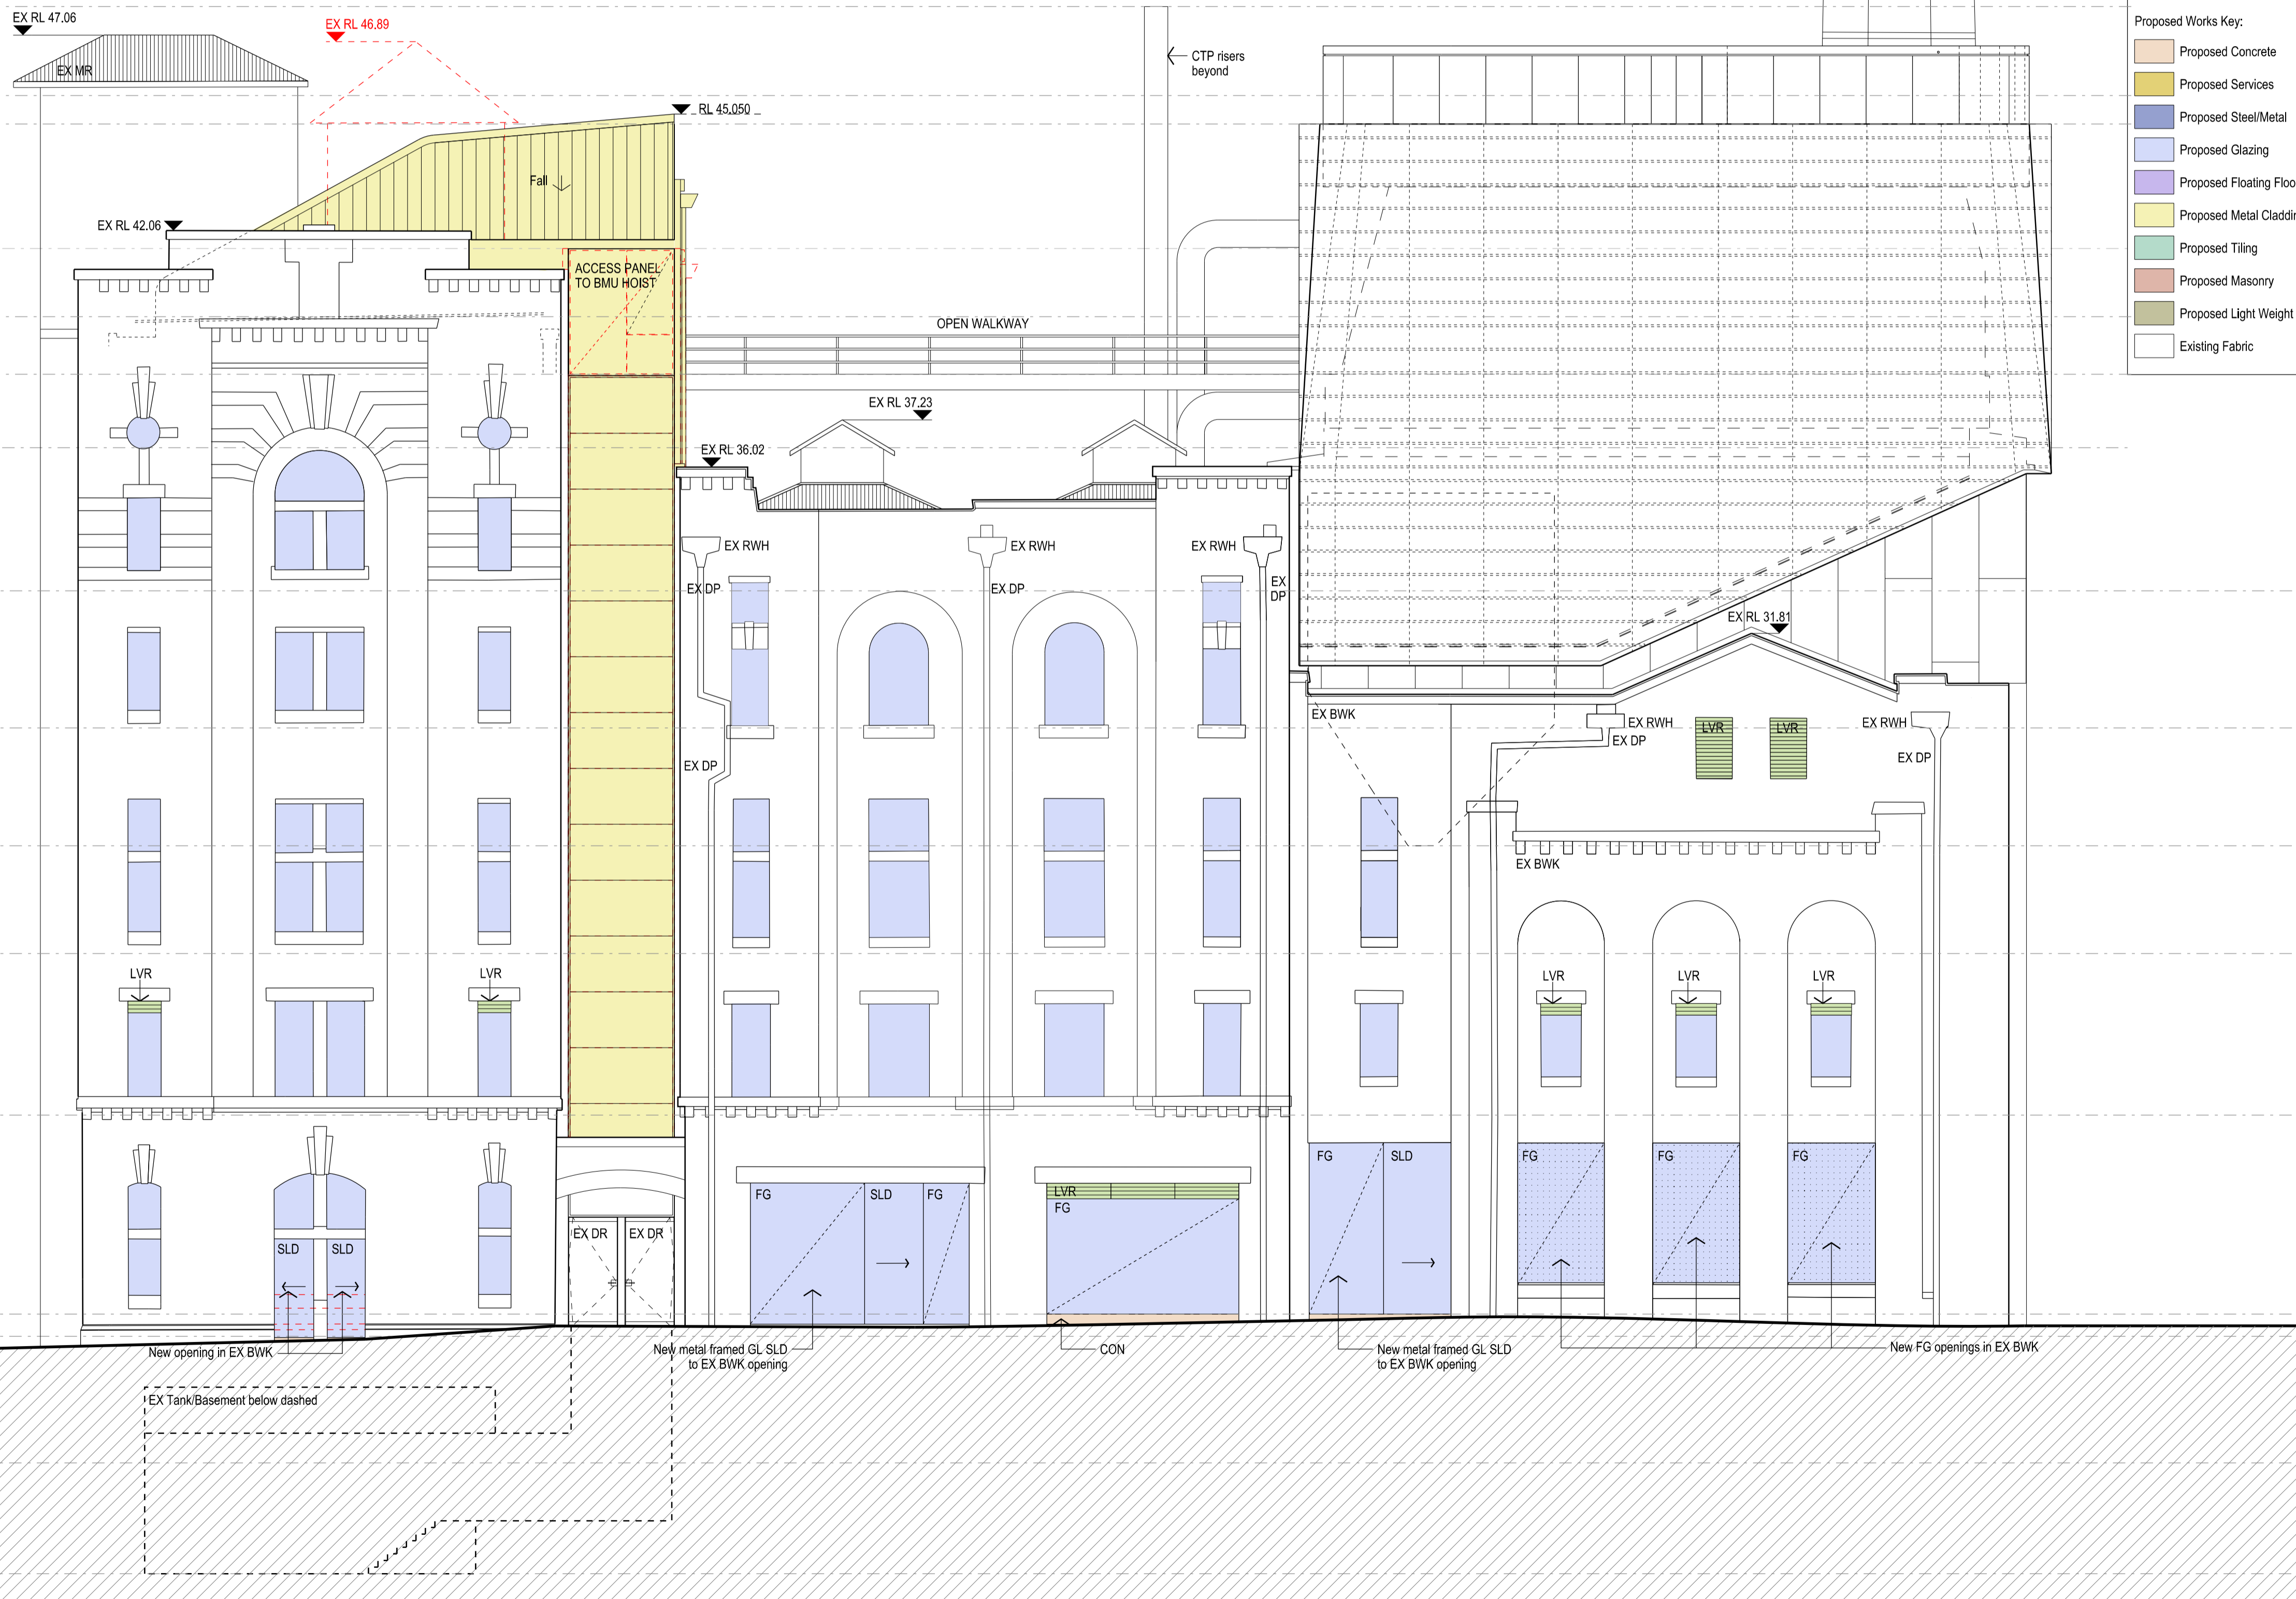 EX RL 47.06
EX RL 46.89
EX MR
CTP risers
beyond
RL 45.050
Fall
EX RL 42.06
ACCESS PANEL
TO BMU HOIST
OPEN WALKWAY
EX RL 37.23
EX RL 36.02
EX RWH
EX RWH
EX RWH
EX DP
EX DP
EX
DP
EX RL 31.81
EX BWK
EX RWH
EX DP
LVR
LVR
EX RWH
EX DP
EX DP
EX BWK
LVR
LVR
LVR
LVR
LVR
FG
SLD
FG
FG
FG
FG
SLD
FG
LVR
FG
EX DR
EX DR
SLD
SLD
New opening in EX BWK
New metal framed GL SLD
to EX BWK opening
CON
New metal framed GL SLD
to EX BWK opening
New FG openings in EX BWK
EX Tank/Basement below dashed
Proposed Works Key:
Proposed Concrete
Proposed Services
Proposed Steel/Metal
Proposed Glazing
Proposed Floating Floo
Proposed Metal Claddin
Proposed Tiling
Proposed Masonry
Proposed Light Weight
Existing Fabric